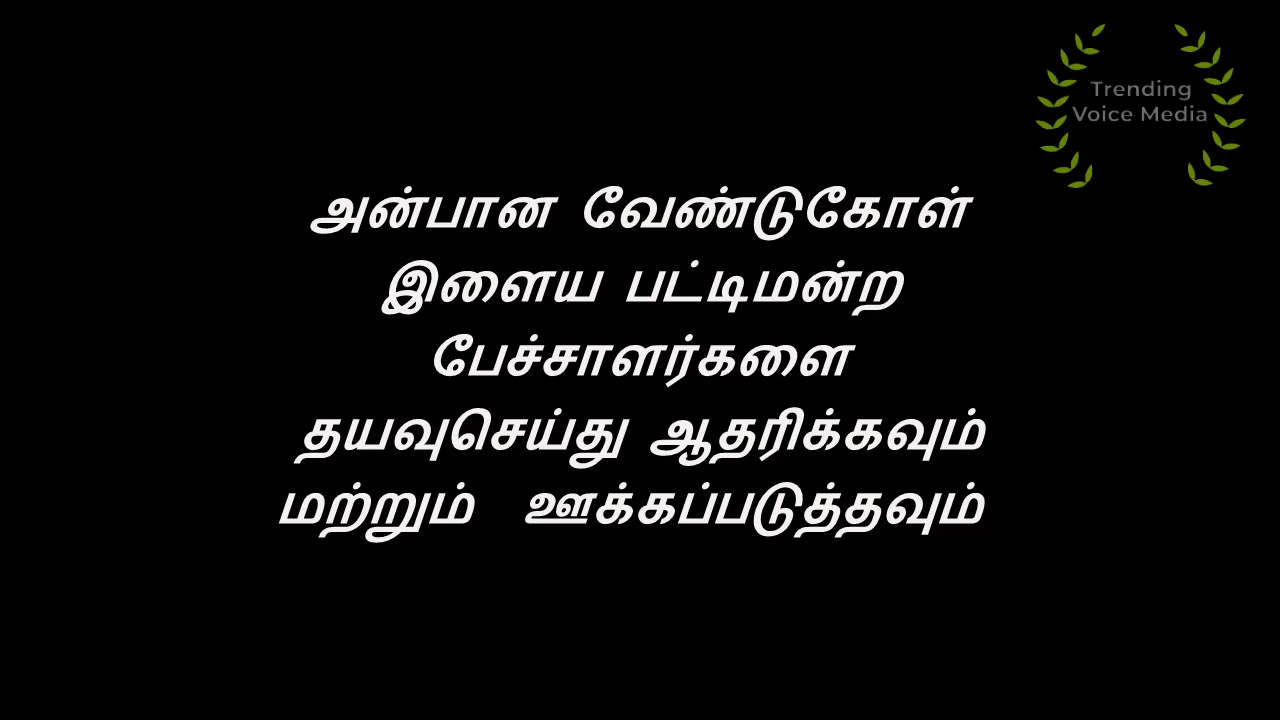 Trending
Voice Media
அன்பான வேண்டுகோள்
இளைய பட்டிமன்ற
பேச்சாளர்களை
தயவுசெய்து ஆதரிக்கவும்
மற்றும் ஊக்கப்படுத்தவும்